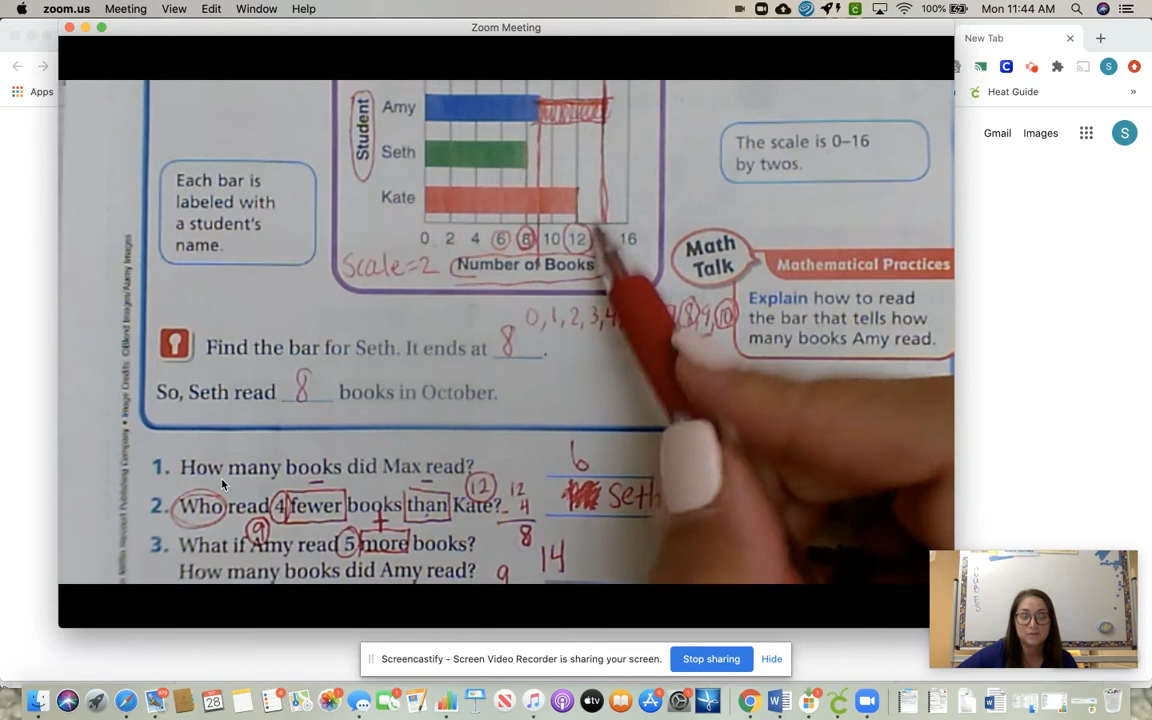 zoom.us Meeting View Edit Window Help
100% Mon 11:44 AM
Zoom Meeting
New Tab
Apps
Heat Guide
Gmail Images
S
Student
Amy
Seth
Kate
0 2 4 6 8 10 12 16
Scale=2 Number of Books
Each bar is
labeled with
a student's
name.
The scale is 0–16
by twos.
Math
Talk
Mathematical Practices
Explain how to read
the bar that tells how
many books Amy read.
0, 1, 2, 3, 4
8, 9, 10
Find the bar for Seth. It ends at 8.
So, Seth read 8 books in October.
1. How many books did Max read? 6
2. Who read 4 fewer books than Kate? Seth
12
12
- 4
8
9 +
3. What if Amy read 5 more books?
How many books did Amy read? 14
9
Screencastify - Screen Video Recorder is sharing your screen. Stop sharing Hide